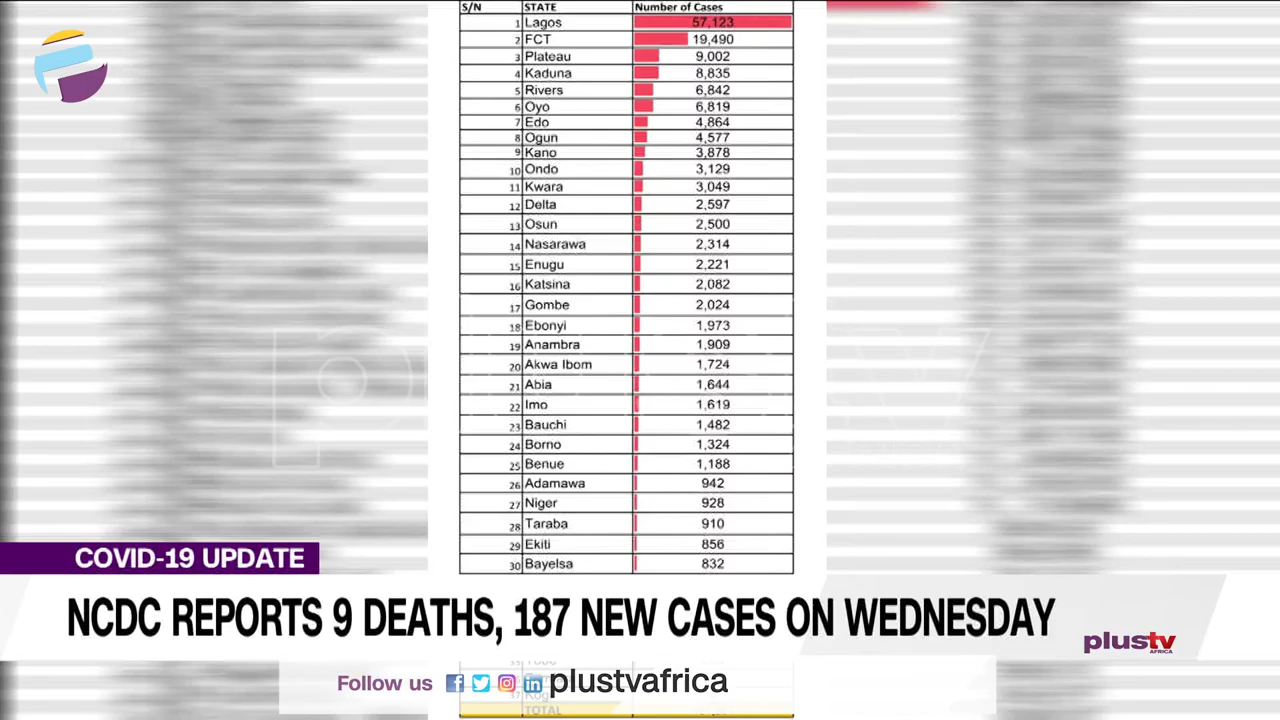 S/N STATE Number of Cases
1 Lagos 57,123
2 FCT 19,490
3 Plateau 9,002
4 Kaduna 8,835
5 Rivers 6,842
6 Oyo 6,819
7 Edo 4,864
8 Ogun 4,577
9 Kano 3,878
10 Ondo 3,129
11 Kwara 3,049
12 Delta 2,597
13 Osun 2,500
14 Nasarawa 2,314
15 Enugu 2,221
16 Katsina 2,082
17 Gombe 2,024
18 Ebonyi 1,973
19 Anambra 1,909
20 Akwa Ibom 1,724
21 Abia 1,644
22 Imo 1,619
23 Bauchi 1,482
24 Borno 1,324
25 Benue 1,188
26 Adamawa 942
27 Niger 928
28 Taraba 910
29 Ekiti 856
30 Bayelsa 832
COVID-19 UPDATE
NCDC REPORTS 9 DEATHS, 187 NEW CASES ON WEDNESDAY
plustv
AFRICA
Follow us plustvafrica
TOTAL